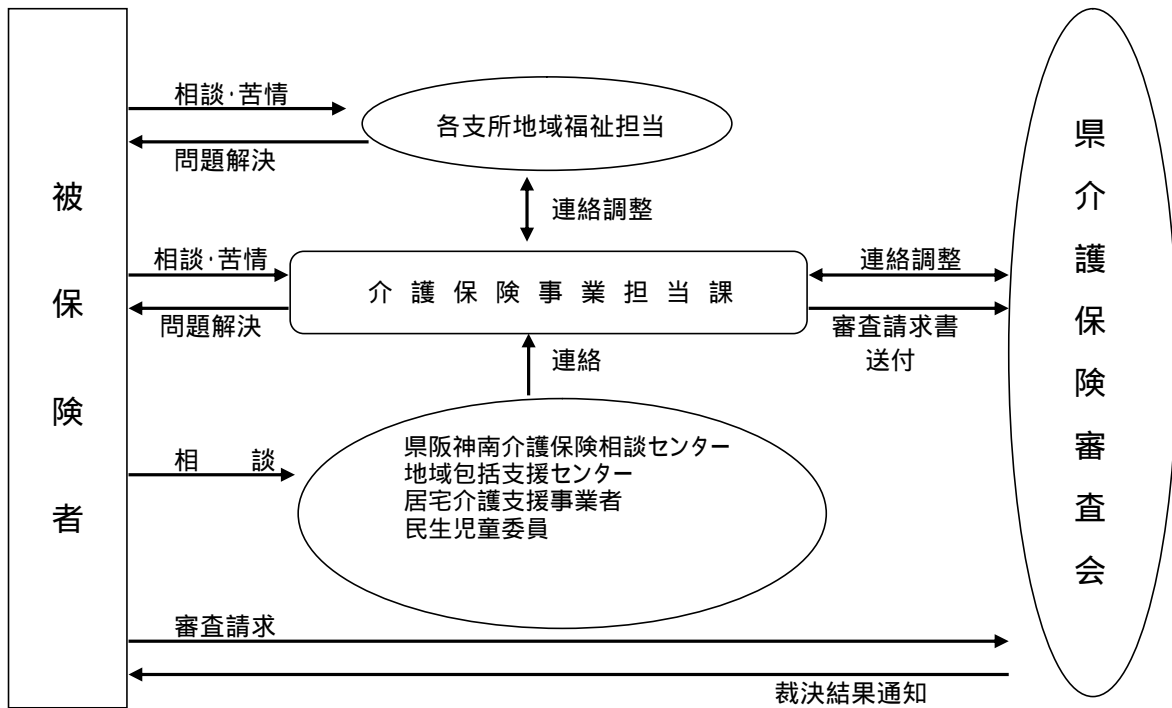 被保険者
相談・苦情
問題解決
各支所地域福祉担当
連絡調整
相談・苦情
問題解決
介護保険事業担当課
連絡調整
審査請求書
送付
連絡
相　　談
県阪神南介護保険相談センター
地域包括支援センター
居宅介護支援事業者
民生児童委員
審査請求
裁決結果通知
県介護保険審査会